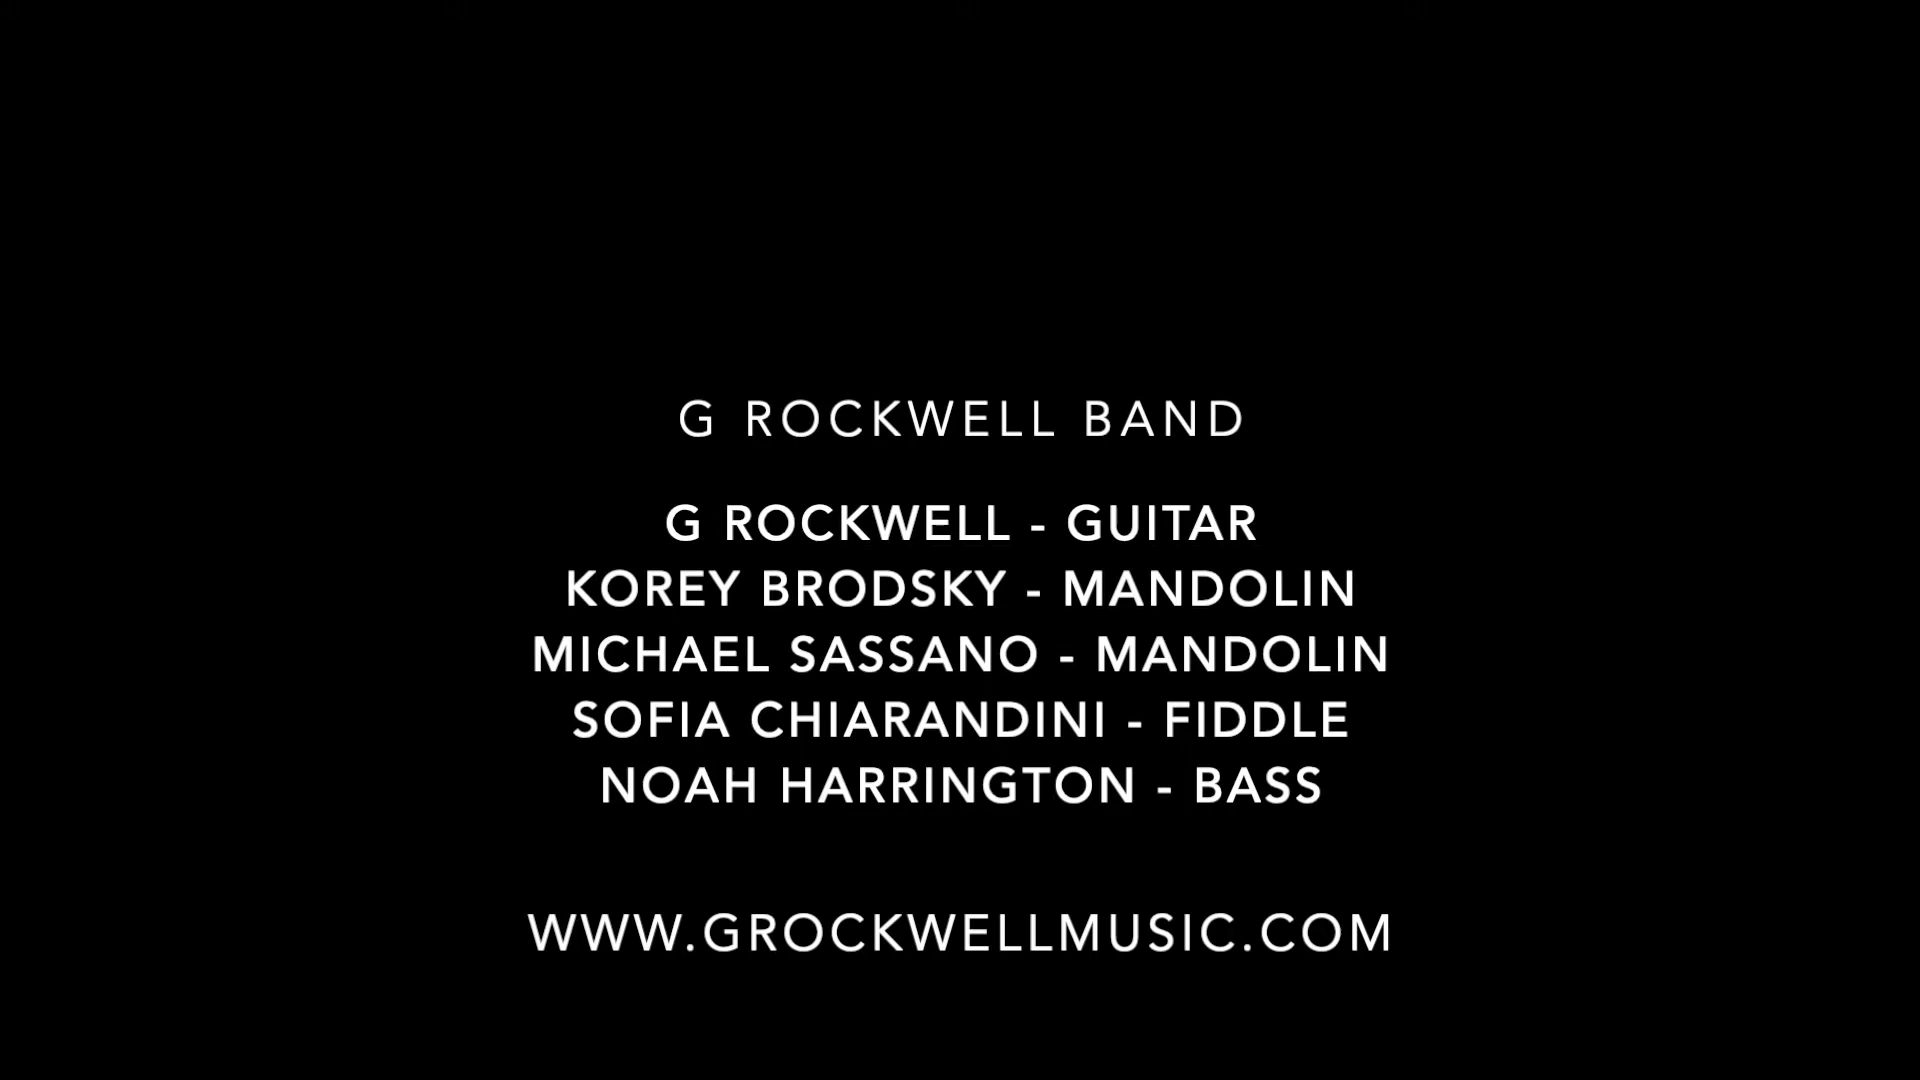 G ROCKWELL BAND
G ROCKWELL - GUITAR
KOREY BRODSKY - MANDOLIN
MICHAEL SASSANO - MANDOLIN
SOFIA CHIARANDINI - FIDDLE
NOAH HARRINGTON - BASS
WWW.GROCKWELLMUSIC.COM